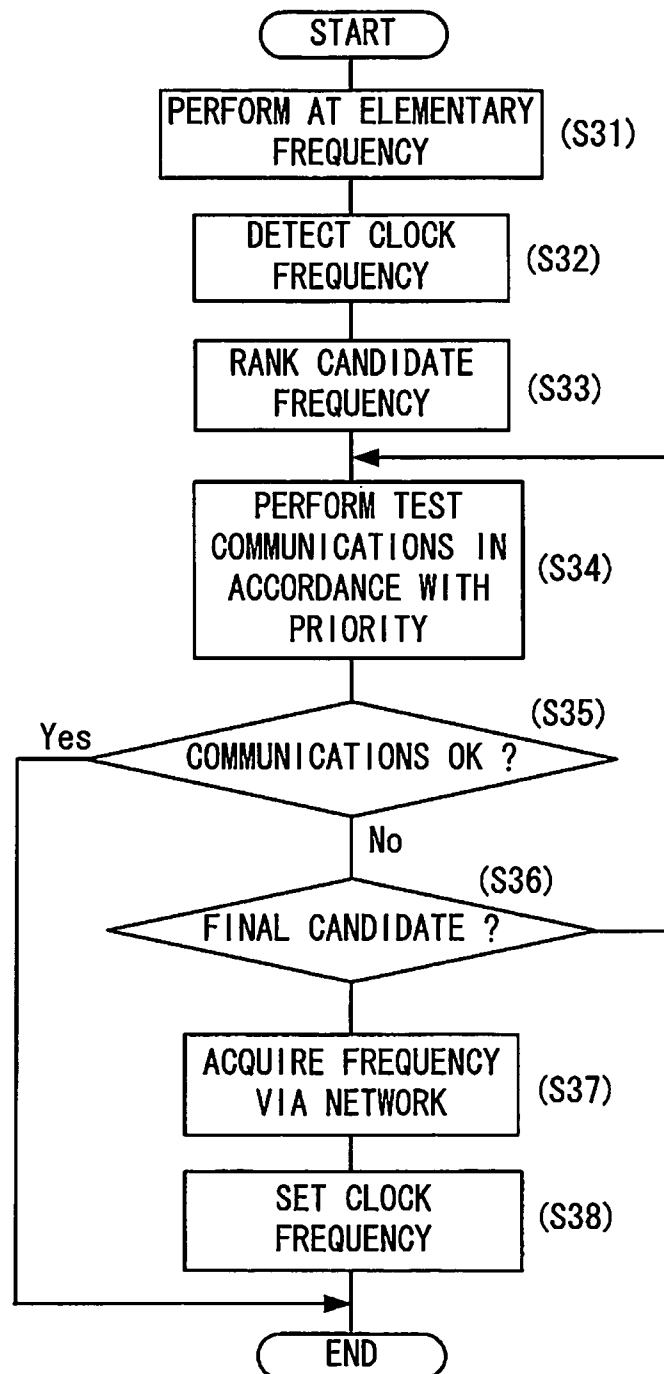 START
PERFORM AT ELEMENTARY
FREQUENCY
(S31)
DETECT CLOCK
FREQUENCY
(S32)
RANK CANDIDATE
FREQUENCY
(S33)
PERFORM TEST
COMMUNICATIONS IN
ACCORDANCE WITH
PRIORITY
(S34)
(S35)
Yes
COMMUNICATIONS OK ?
No
(S36)
FINAL CANDIDATE ?
ACQUIRE FREQUENCY
VIA NETWORK
(S37)
SET CLOCK
FREQUENCY
(S38)
END